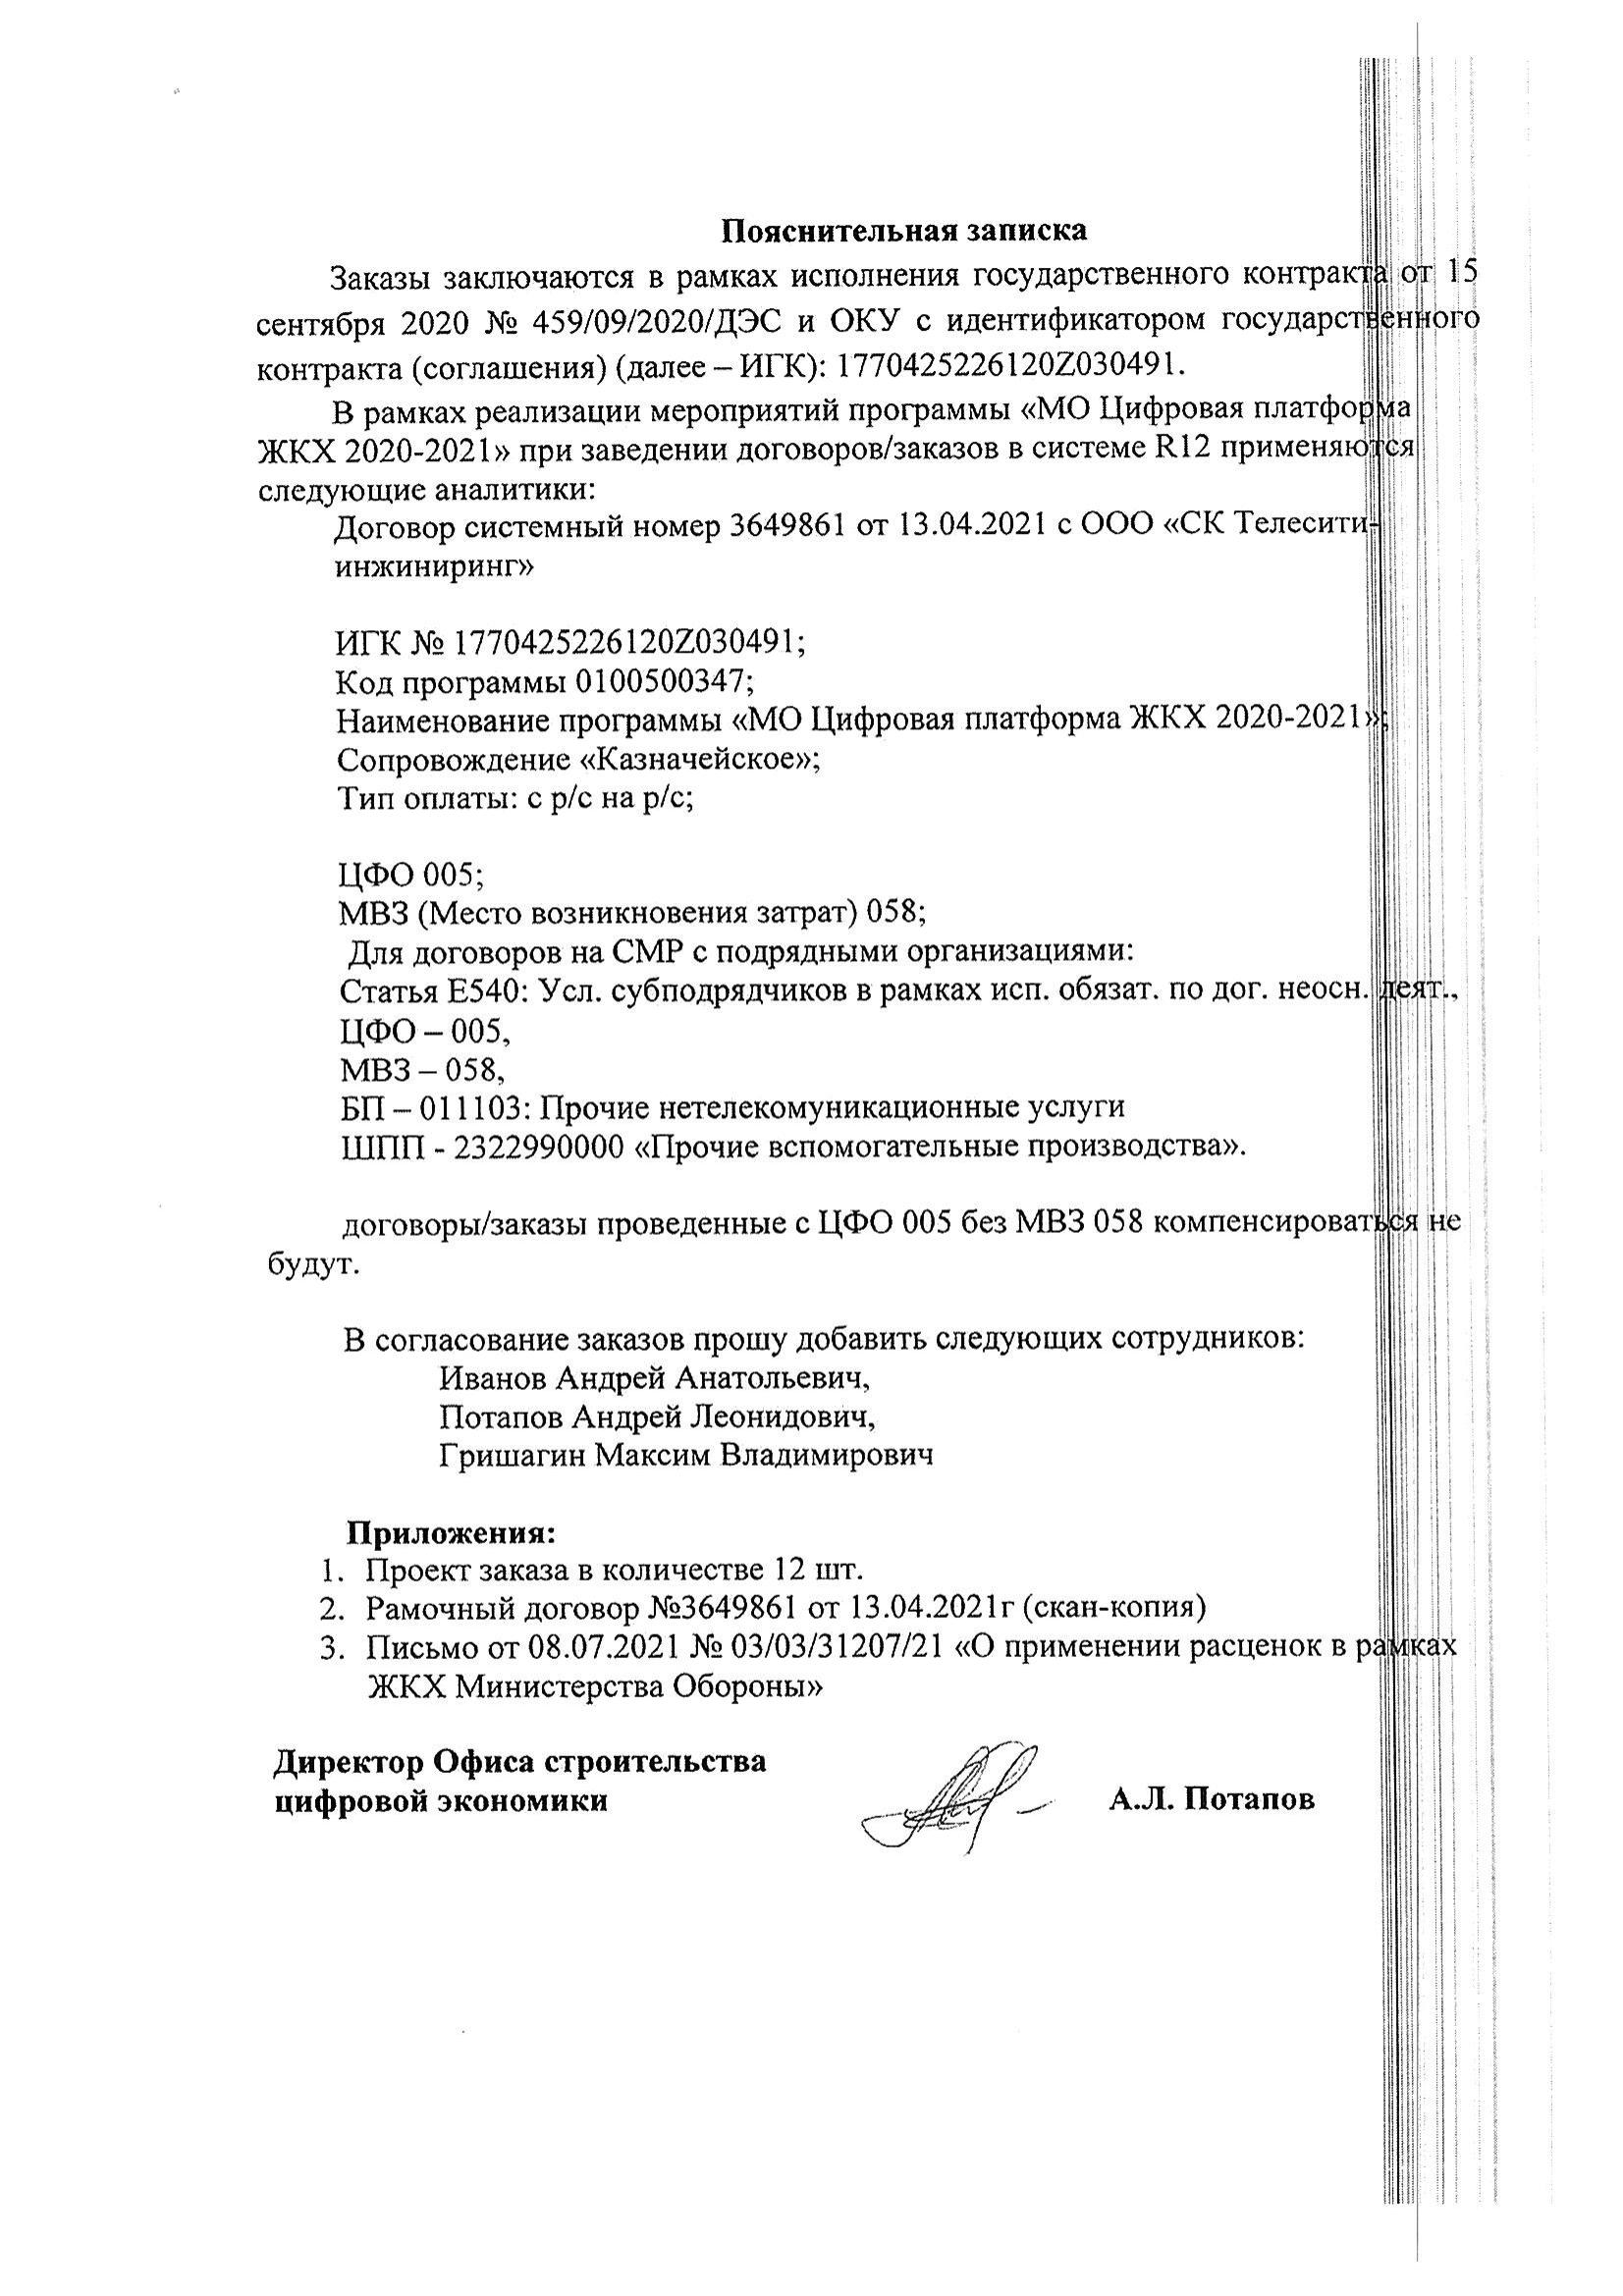 Пояснительная записка
Заказы заключаются в рамках исполнения государственного контракта от 15
сентября 2020 № 459/09/2020/ДЭС и ОКУ с идентификатором государственного
контракта (соглашения) (далее – ИГК): 1770425226120Z030491.
В рамках реализации мероприятий программы «МО Цифровая платформа
ЖКХ 2020-2021» при заведении договоров/заказов в системе R12 применяются
следующие аналитики:
Договор системный номер 3649861 от 13.04.2021 с ООО «СК Телесити-
инжиниринг»
ИГК № 1770425226120Z030491;
Код программы 0100500347;
Наименование программы «МО Цифровая платформа ЖКХ 2020-2021»;
Сопровождение «Казначейское»;
Тип оплаты: с р/с на р/с;
ЦФО 005;
МВЗ (Место возникновения затрат) 058;
Для договоров на СМР с подрядными организациями:
Статья Е540: Усл. субподрядчиков в рамках исп. обязат. по дог. неосн. деят.,
ЦФО – 005,
МВЗ – 058,
БП – 011103: Прочие нетелекомуникационные услуги
ШПП - 2322990000 «Прочие вспомогательные производства».
договоры/заказы проведенные с ЦФО 005 без МВЗ 058 компенсироваться не
будут.
В согласование заказов прошу добавить следующих сотрудников:
Иванов Андрей Анатольевич,
Потапов Андрей Леонидович,
Гришагин Максим Владимирович
Приложения:
1. Проект заказа в количестве 12 шт.
2. Рамочный договор №3649861 от 13.04.2021г (скан-копия)
3. Письмо от 08.07.2021 № 03/03/31207/21 «О применении расценок в рамках
ЖКХ Министерства Обороны»
Директор Офиса строительства
цифровой экономики А.Л. Потапов